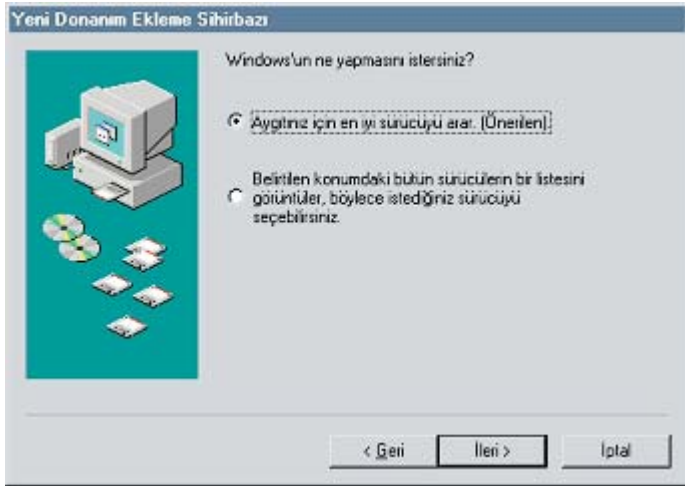 Yeni Donanım Ekleme Sihirbazı
Windows'un ne yapmasını istersiniz?
Aygıtınız için en iyi sürücüyü arar. (Önerilen).
Belirtilen konumdaki bütün sürücülerin bir listesini
görüntüler, böylece istediğiniz sürücüyü
seçebilirsiniz.
< Geri
İleri >
İptal